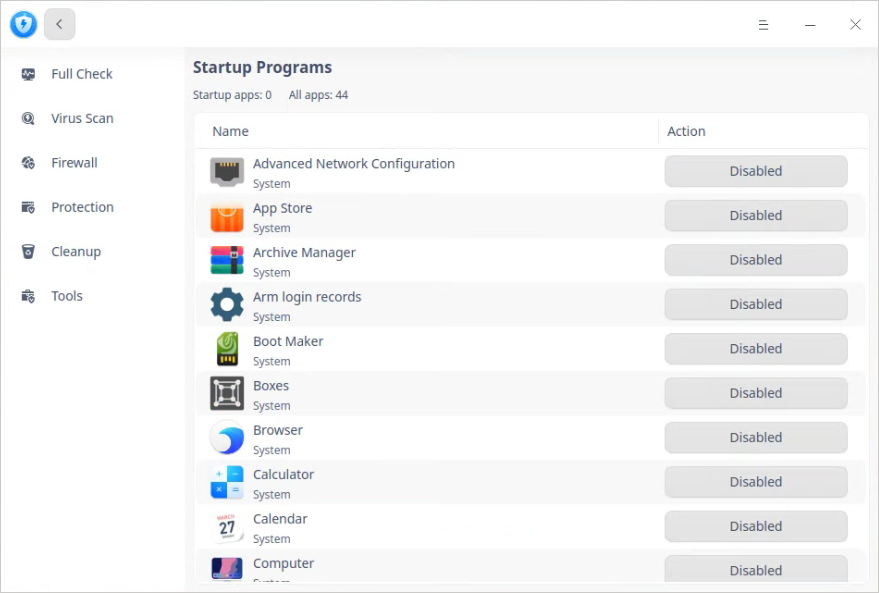 Full Check
Virus Scan
Firewall
Protection
Cleanup
Tools
Startup Programs
Startup apps: 0 All apps: 44
Name Action
Advanced Network Configuration
System
Disabled
App Store
System
Disabled
Archive Manager
System
Disabled
Arm login records
System
Disabled
Boot Maker
System
Disabled
Boxes
System
Disabled
Browser
System
Disabled
Calculator
System
Disabled
MARCH
27
Calendar
System
Disabled
Computer
Disabled